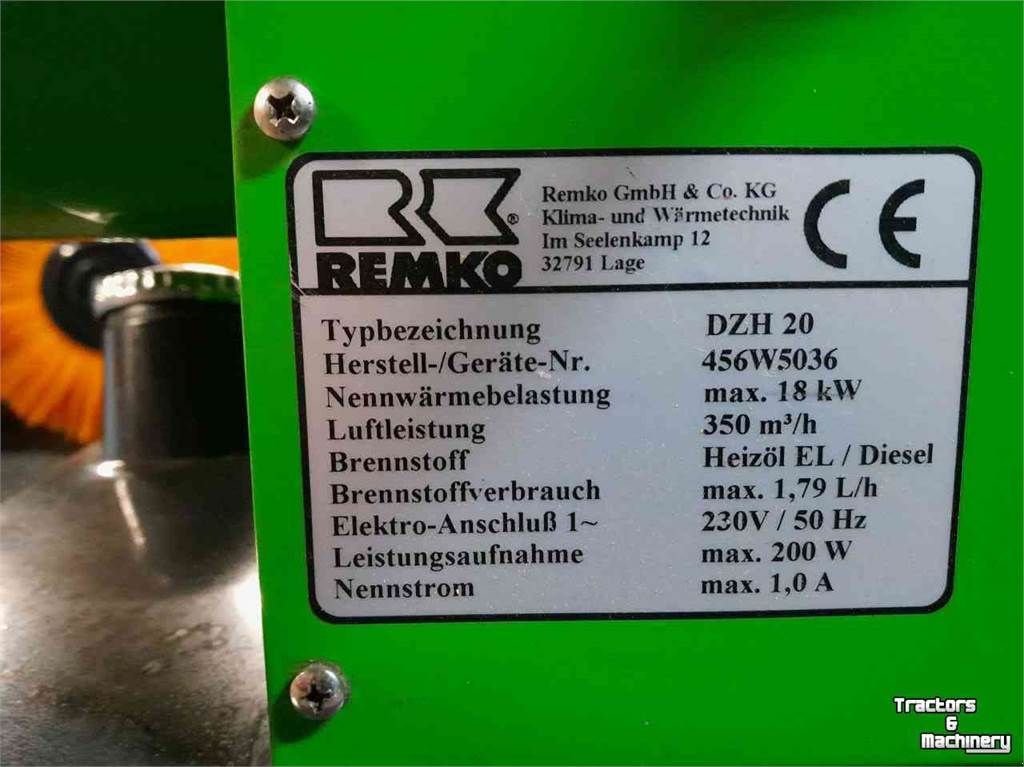 REMKO
Remko GmbH & Co. KG
Klima- und Wärmetechnik
Im Seelenkamp 12
32791 Lage
CE
Typbezeichnung DZH 20
Herstell-/Geräte-Nr. 456W5036
Nennwärmebelastung max. 18 kW
Luftleistung 350 m³/h
Brennstoff Heizöl EL / Diesel
Brennstoffverbrauch max. 1,79 L/h
Elektro-Anschluß 1~ 230V / 50 Hz
Leistungsaufnahme max. 200 W
Nennstrom max. 1,0 A
Tractors
&
Machinery